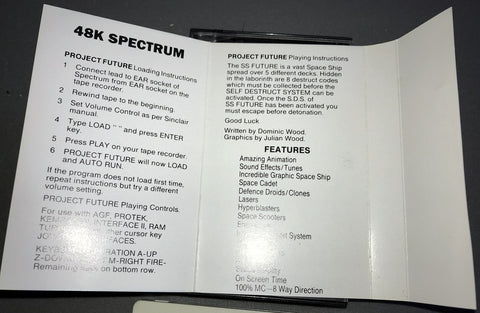 48K SPECTRUM
PROJECT FUTURE Loading Instructions
1 Connect lead to EAR socket of
Spectrum from EAR socket on the
tape recorder.
2 Rewind tape to the beginning.
3 Set Volume Control as per Sinclair
manual.
4 Type LOAD " " and press ENTER
key.
5 Press PLAY on your tape recorder.
6 PROJECT FUTURE will now LOAD
and AUTO RUN.
If the program does not load first time,
repeat instructions but try a different
volume setting.
PROJECT FUTURE Playing Controls.
For use with AGF, PROTEK,
INTERFACE II, RAM
cursor key
KEYBOARD A-UP
M-RIGHT FIRE-
on bottom row.
PROJECT FUTURE Playing Instructions
The SS FUTURE is a vast Space Ship
spread over 5 different decks. Hidden
in the laborinth are 8 destruct codes
which must be collected before the
SELF DESTRUCT SYSTEM can be
activated. Once the S.D.S. of
SS FUTURE has been activated you
must escape before detonation.
Good Luck
Written by Dominic Wood.
Graphics by Julian Wood.
FEATURES
Amazing Animation
Sound Effects/Tunes
Incredible Graphic Space Ship
Space Cadet
Defence Droids/Clones
Lasers
Hyperblasters
Space Scooters
System
On Screen Time
100% MC—8 Way Direction